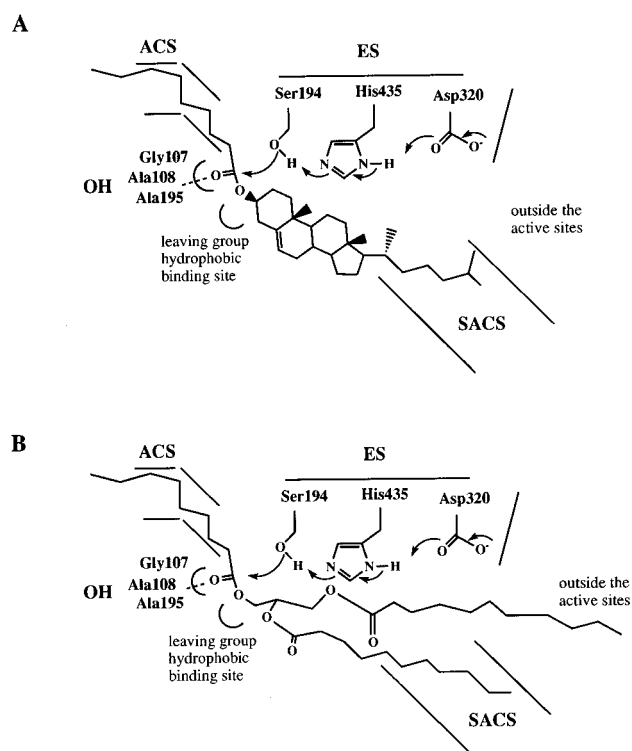 A
ACS
ES
Ser194 His435 Asp320
O H N N H O O-
Gly107
Ala108
Ala195
OH
O
O
leaving group
hydrophobic
binding site
outside the
active sites
SACS
B
ACS
ES
Ser194 His435 Asp320
O H N N H O O-
Gly107
Ala108
Ala195
OH
O
O
O
O
O
O
leaving group
hydrophobic
binding site
outside the
active sites
SACS